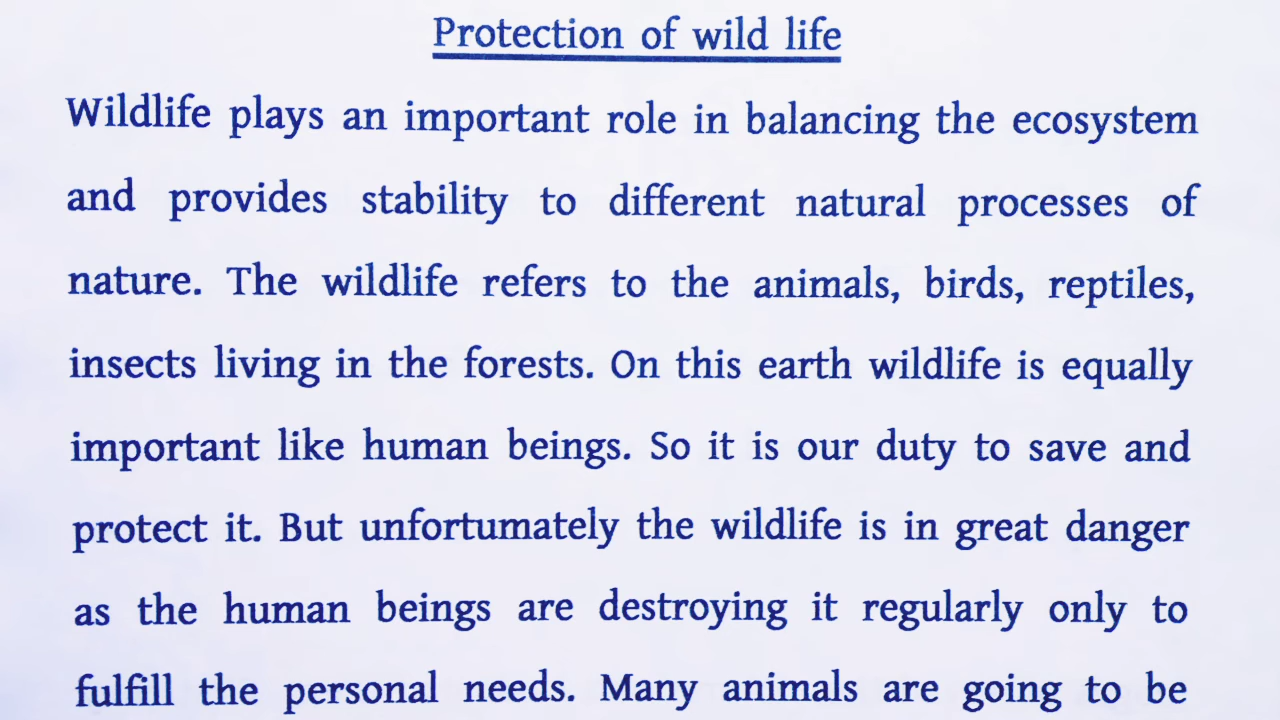 Protection of wild life
Wildlife plays an important role in balancing the ecosystem
and provides stability to different natural processes of
nature. The wildlife refers to the animals, birds, reptiles,
insects living in the forests. On this earth wildlife is equally
important like human beings. So it is our duty to save and
protect it. But unfortumately the wildlife is in great danger
as the human beings are destroying it regularly only to
fulfill the personal needs. Many animals are going to be